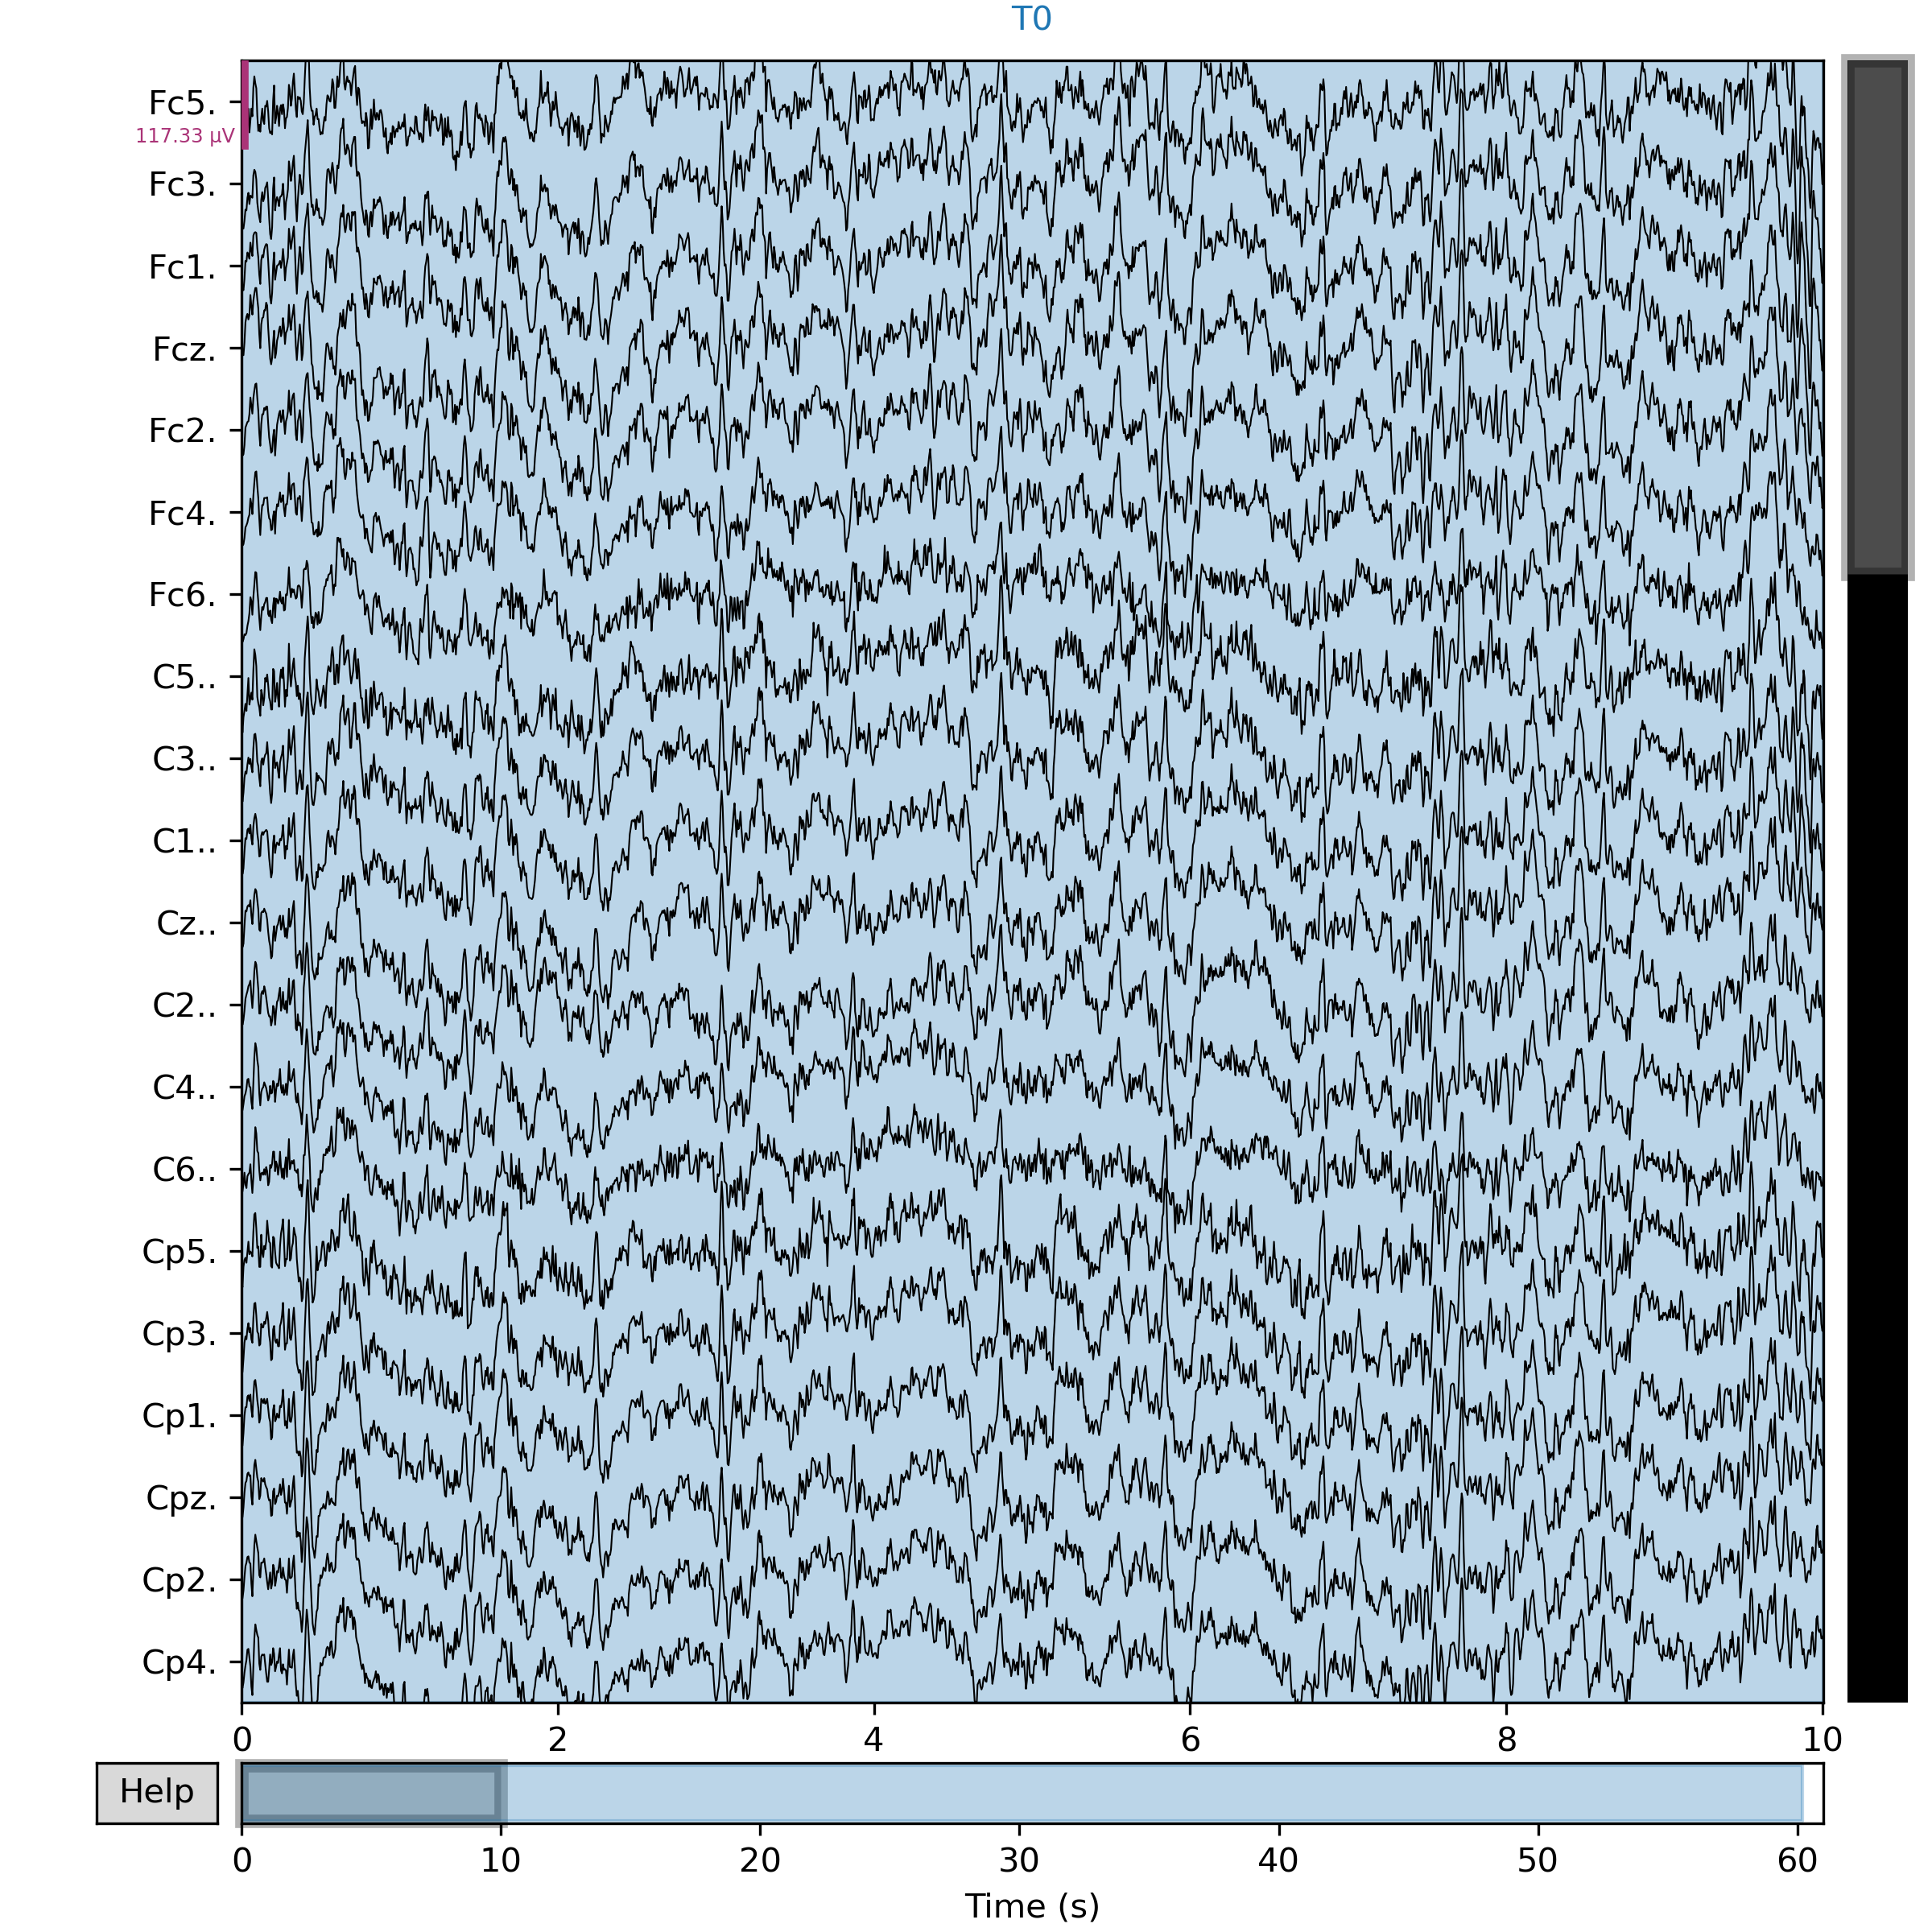 T0
Fc5.
117.33 µV
Fc3.
Fc1.
Fcz.
Fc2.
Fc4.
Fc6.
C5..
C3..
C1..
Cz..
C2..
C4..
C6..
Cp5.
Cp3.
Cp1.
Cpz.
Cp2.
Cp4.
0 2 4 6 8 10
Help
0 10 20 30 40 50 60
Time (s)